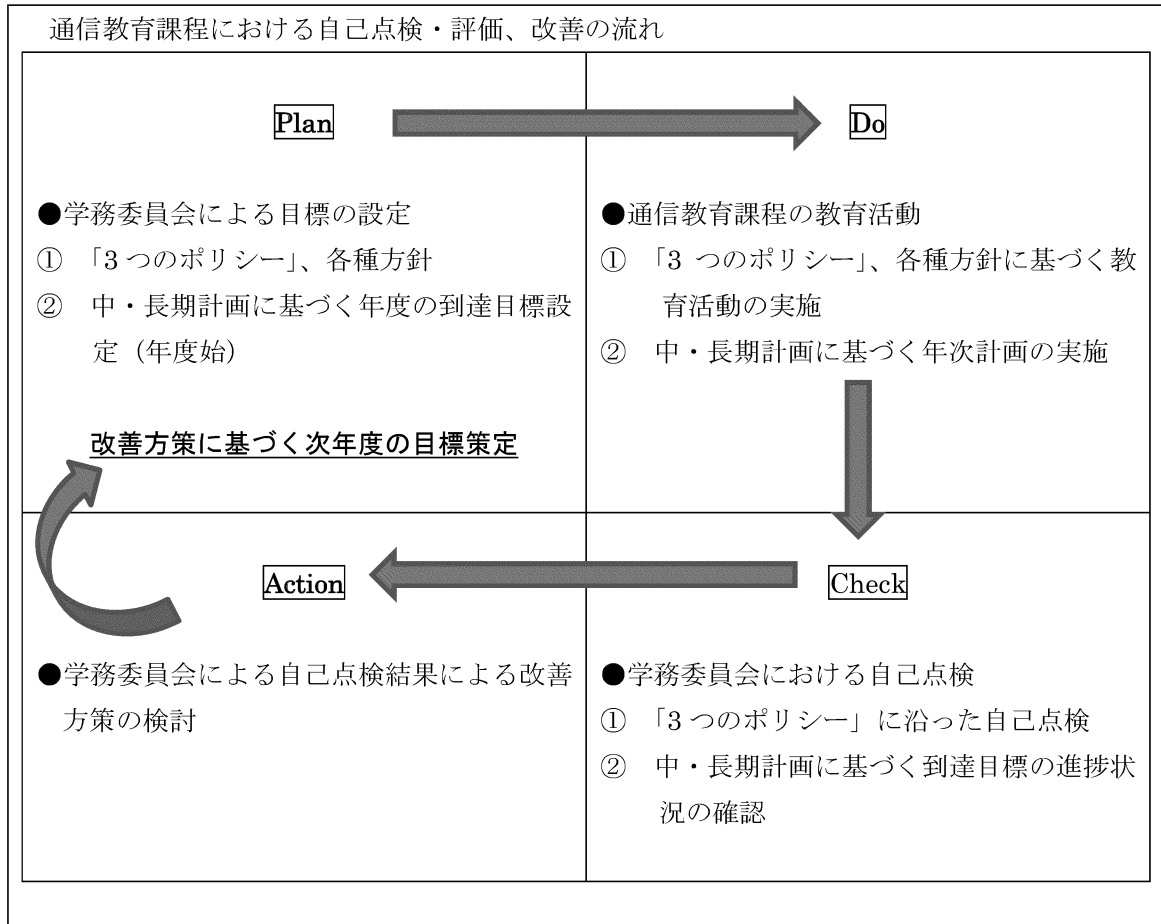 通信教育課程における自己点検・評価、改善の流れ
Plan
●学務委員会による目標の設定
① 「3つのポリシー」、各種方針
② 中・長期計画に基づく年度の到達目標設
定（年度始）
改善方策に基づく次年度の目標策定
Do
●通信教育課程の教育活動
① 「3 つのポリシー」、各種方針に基づく教
育活動の実施
② 中・長期計画に基づく年次計画の実施
Check
●学務委員会における自己点検
① 「3つのポリシー」に沿った自己点検
② 中・長期計画に基づく到達目標の進捗状
況の確認
Action
●学務委員会による自己点検結果による改善
方策の検討